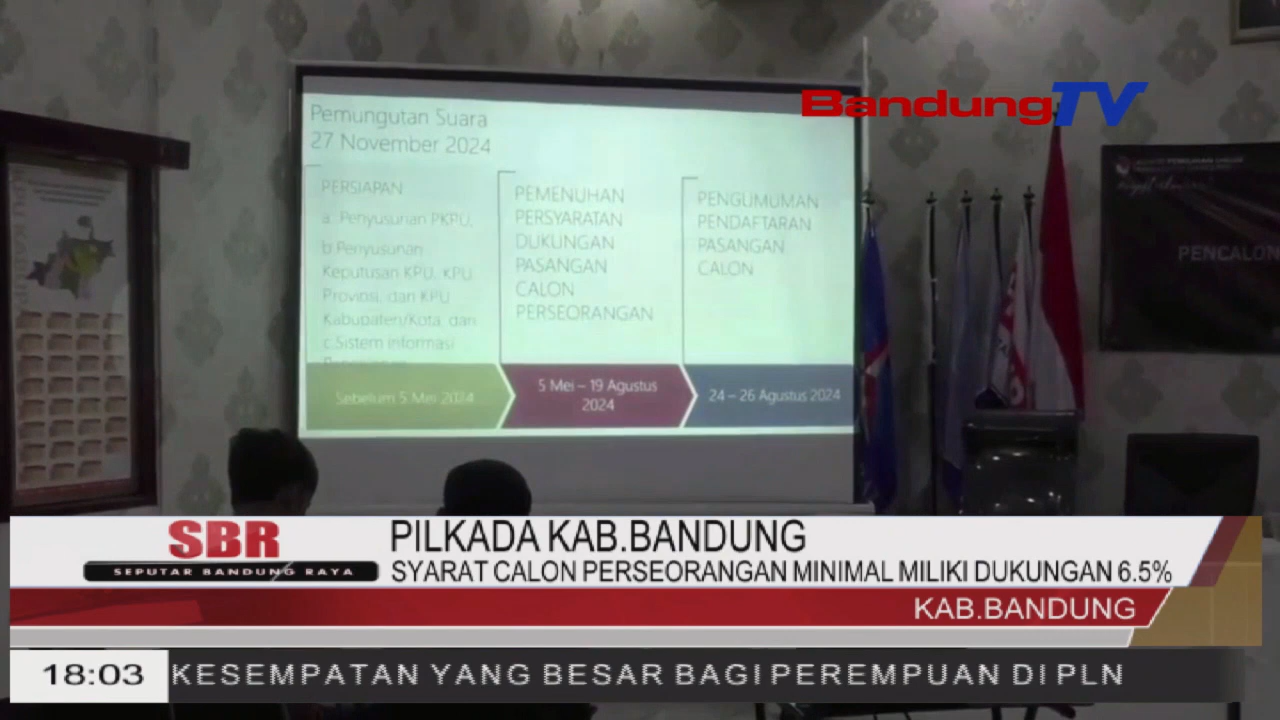 BandungTV
Pemungutan Suara
27 November 2024
PERSIAPAN
a. Penyusunan PKPU,
b.Penyusunan
Keputusan KPU, KPU
Provinsi, dan KPU
Kabupaten/Kota, dan
c.Sistem Informasi
PEMENUHAN
PERSYARATAN
DUKUNGAN
PASANGAN
CALON
PERSEORANGAN
PENGUMUMAN
PENDAFTARAN
PASANGAN
CALON
Sebelum 5 Mei 2024
5 Mei – 19 Agustus
2024
24 – 26 Agustus 2024
PENCALON
SBR
SEPUTAR BANDUNG RAYA
PILKADA KAB.BANDUNG
SYARAT CALON PERSEORANGAN MINIMAL MILIKI DUKUNGAN 6.5%
KAB.BANDUNG
18:03
KESEMPATAN YANG BESAR BAGI PEREMPUAN DI PLN